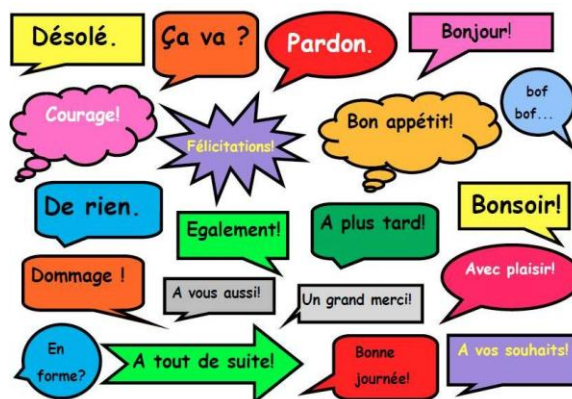 Désolé.
Ça va ?
Pardon.
Bonjour!
Courage!
Félicitations!
Bon appétit!
bof
bof...
De rien.
Egalement!
A plus tard!
Bonsoir!
Dommage !
A vous aussi!
Un grand merci!
Avec plaisir!
En
forme?
A tout de suite!
Bonne
journée!
A vos souhaits!